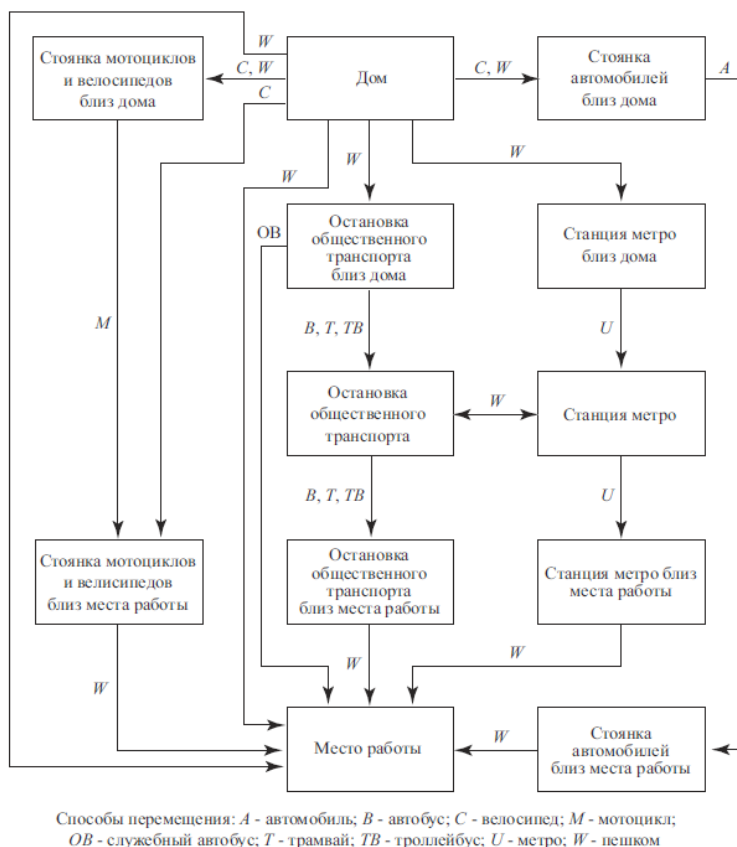 W
Стоянка мотоциклов
и велосипедов
близ дома
C, W
C
Дом
C, W
Стоянка
автомобилей
близ дома
A
W
W
W
ОВ
Остановка
общественного
транспорта
близ дома
Станция метро
близ дома
M
B, T, TB
U
Остановка
общественного
транспорта
W
Станция метро
B, T, TB
U
Стоянка мотоциклов
и велисипедов
близ места работы
Остановка
общественного
транспорта
близ места работы
Станция метро близ
места работы
W
W
W
Место работы
W
Стоянка
автомобилей
близ места работы
Способы перемещения: A - автомобиль; B - автобус; C - велосипед; M - мотоцикл;
OB - служебный автобус; T - трамвай; TB - троллейбус; U - метро; W - пешком